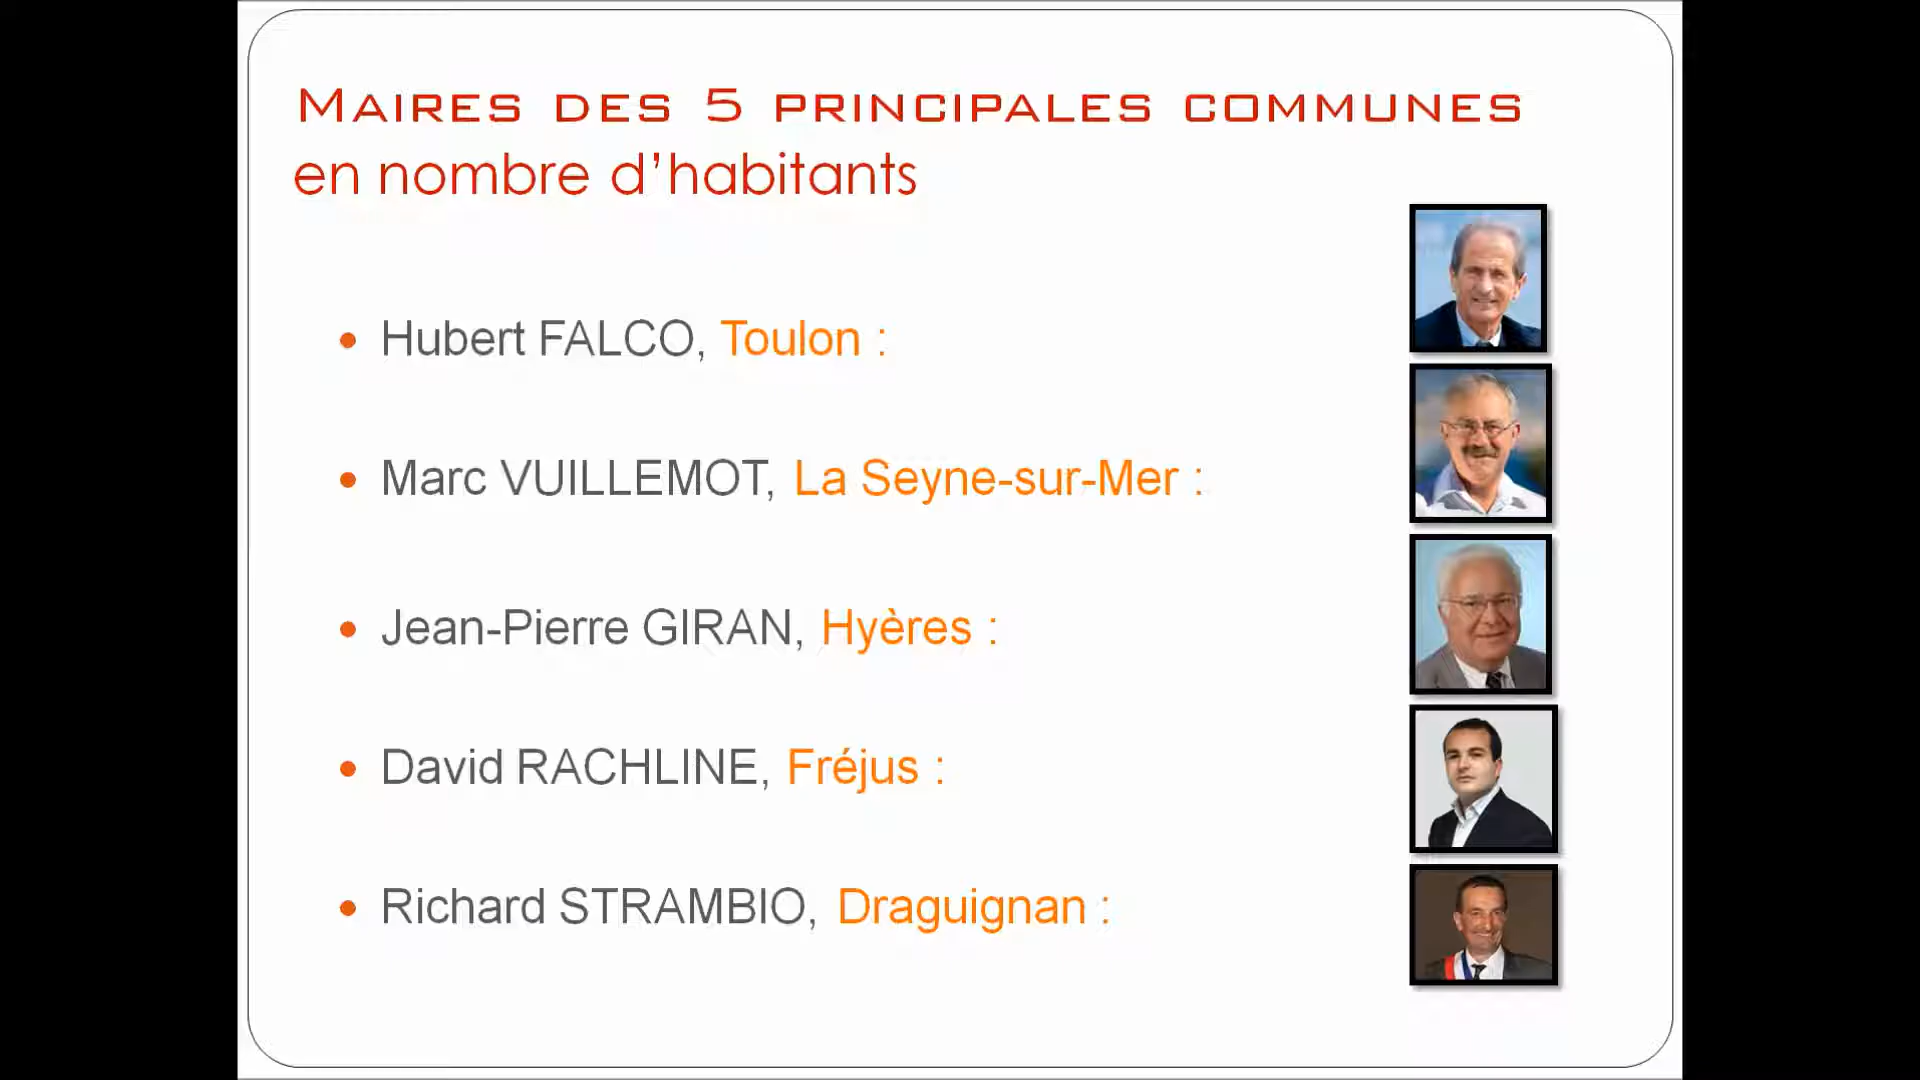 Maires des 5 principales communes
en nombre d’habitants
• Hubert FALCO, Toulon :
• Marc VUILLEMOT, La Seyne-sur-Mer :
• Jean-Pierre GIRAN, Hyères :
• David RACHLINE, Fréjus :
• Richard STRAMBIO, Draguignan :